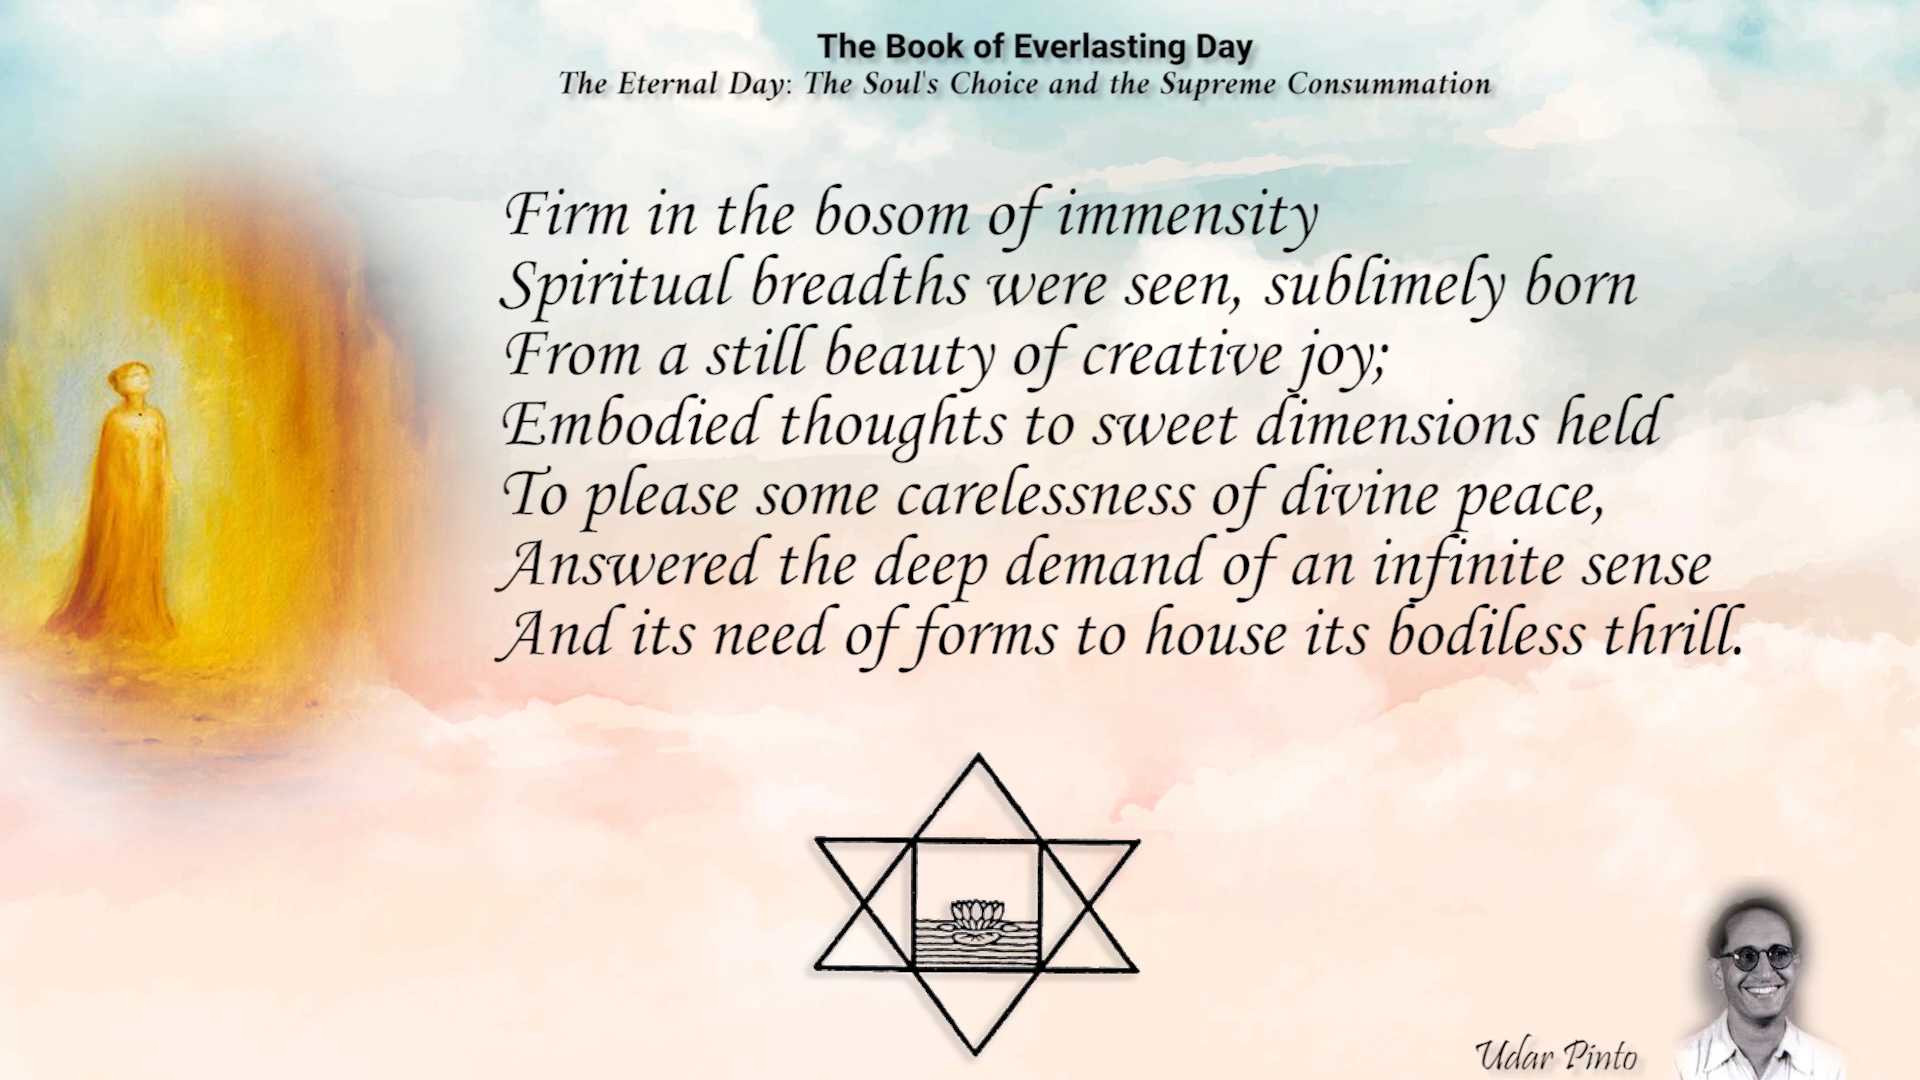 The Book of Everlasting Day
The Eternal Day: The Soul's Choice and the Supreme Consummation
Firm in the bosom of immensity
Spiritual breadths were seen, sublimely born
From a still beauty of creative joy;
Embodied thoughts to sweet dimensions held
To please some carelessness of divine peace,
Answered the deep demand of an infinite sense
And its need of forms to house its bodiless thrill.
Udar Pinto